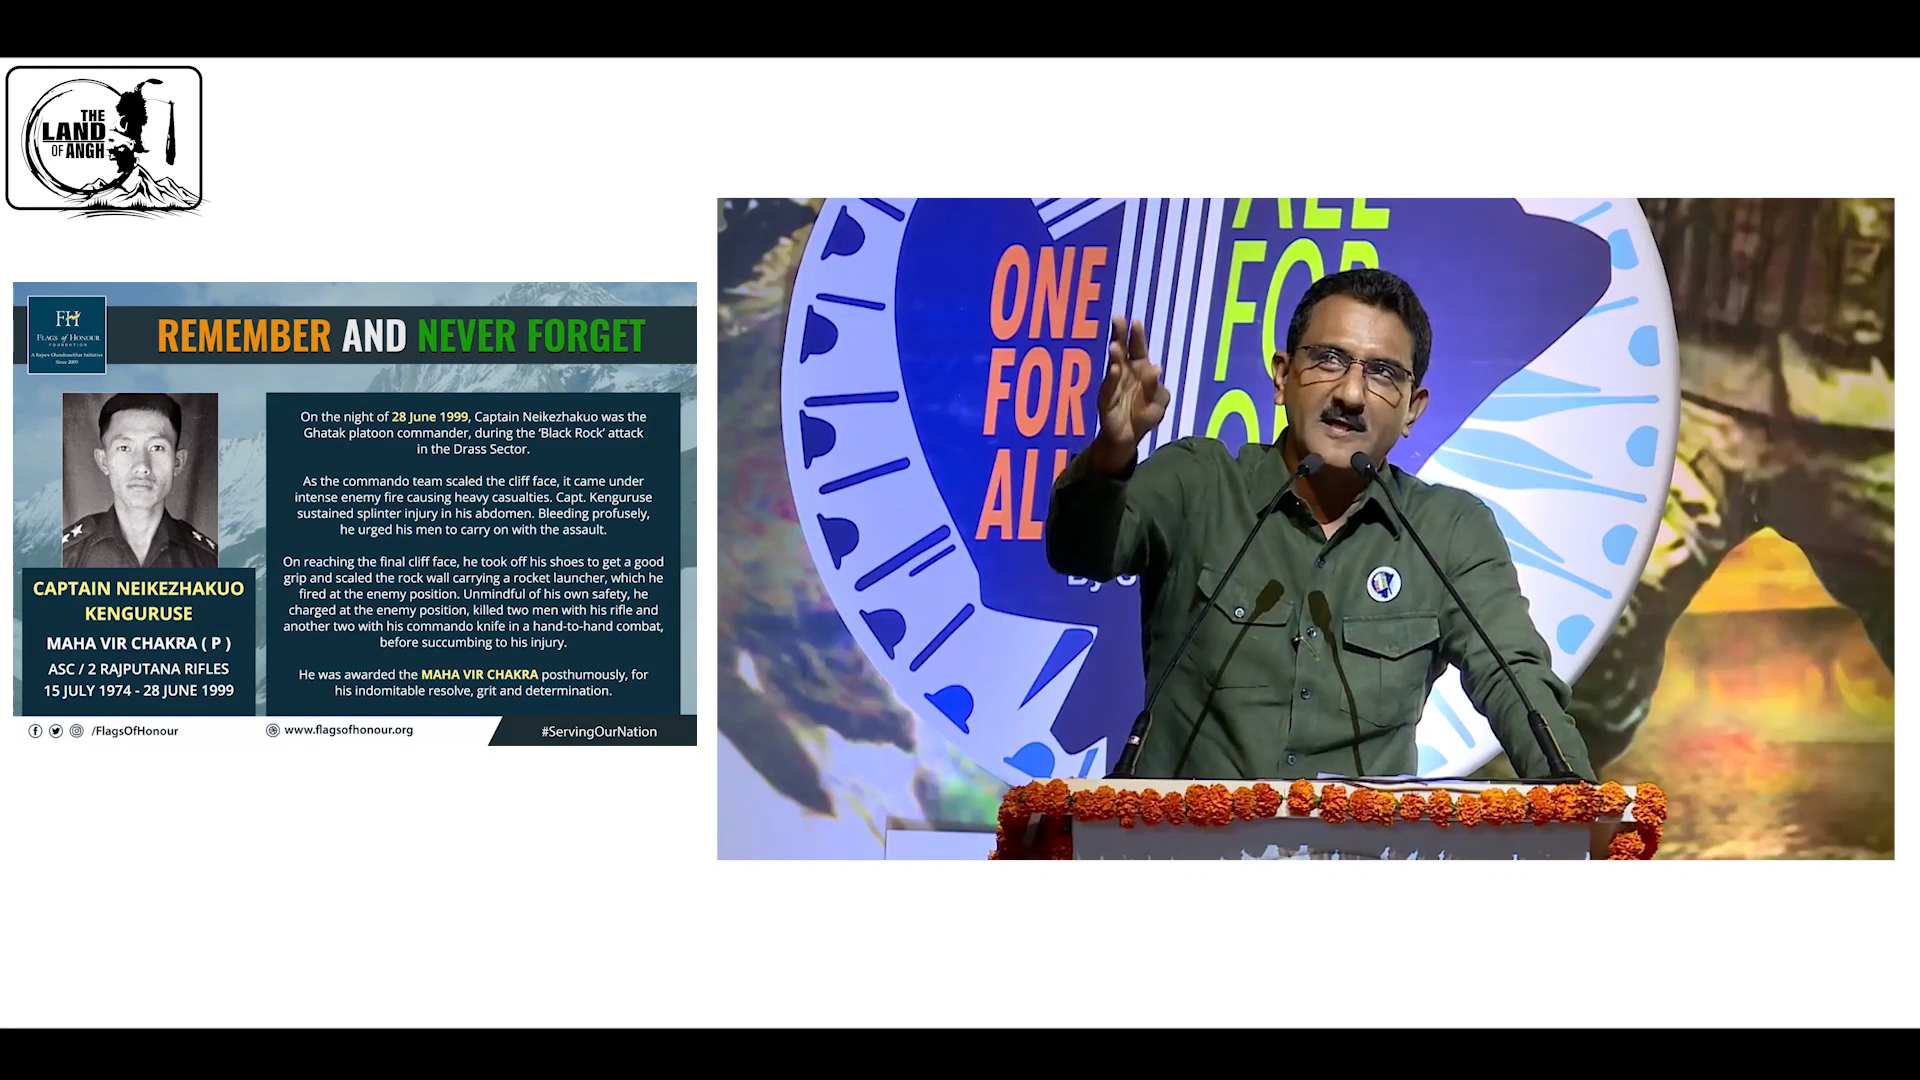 THE
LAND
OF ANGH
FH
FLAGS of HONOUR
FOUNDATION
A Rajeev Chandrasekhar Initiative
Since 2009
REMEMBER AND NEVER FORGET
CAPTAIN NEIKEZHAKUO
KENGURUSE
MAHA VIR CHAKRA ( P )
ASC / 2 RAJPUTANA RIFLES
15 JULY 1974 - 28 JUNE 1999
On the night of 28 June 1999, Captain Neikezhakuo was the
Ghatak platoon commander, during the ‘Black Rock’ attack
in the Drass Sector.
As the commando team scaled the cliff face, it came under
intense enemy fire causing heavy casualties. Capt. Kenguruse
sustained splinter injury in his abdomen. Bleeding profusely,
he urged his men to carry on with the assault.
On reaching the final cliff face, he took off his shoes to get a good
grip and scaled the rock wall carrying a rocket launcher, which he
fired at the enemy position. Unmindful of his own safety, he
charged at the enemy position, killed two men with his rifle and
another two with his commando knife in a hand-to-hand combat,
before succumbing to his injury.
He was awarded the MAHA VIR CHAKRA posthumously, for
his indomitable resolve, grit and determination.
/FlagsOfHonour
www.flagsofhonour.org
#ServingOurNation
ONE
FOR
ALL
ALL
FOR